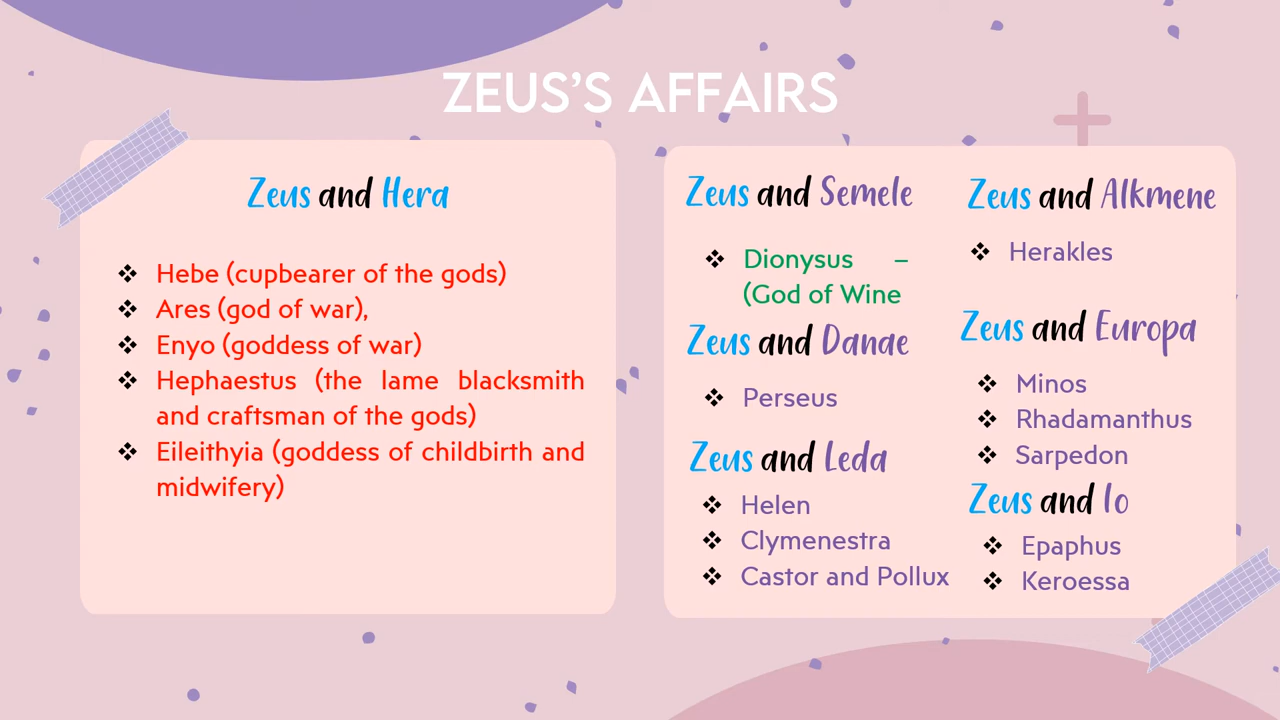 ZEUS’S AFFAIRS
Zeus and Hera
❖ Hebe (cupbearer of the gods)
❖ Ares (god of war),
❖ Enyo (goddess of war)
❖ Hephaestus (the lame blacksmith
and craftsman of the gods)
❖ Eileithyia (goddess of childbirth and
midwifery)
Zeus and Semele
❖ Dionysus –
(God of Wine
Zeus and Danae
❖ Perseus
Zeus and Leda
❖ Helen
❖ Clymenestra
❖ Castor and Pollux
Zeus and Alkmene
❖ Herakles
Zeus and Europa
❖ Minos
❖ Rhadamanthus
❖ Sarpedon
Zeus and Io
❖ Epaphus
❖ Keroessa